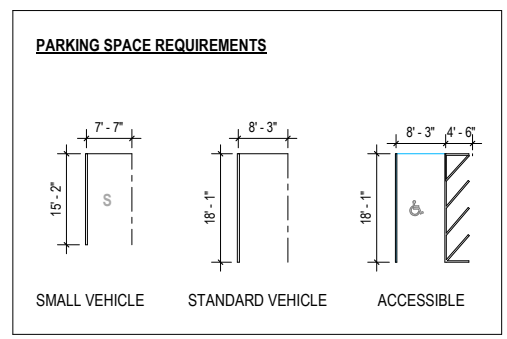 PARKING SPACE REQUIREMENTS
7' - 7"
8' - 3"
8' - 3" 4' - 6"
15' - 2"
S
18' - 1"
18' - 1"
SMALL VEHICLE
STANDARD VEHICLE
ACCESSIBLE